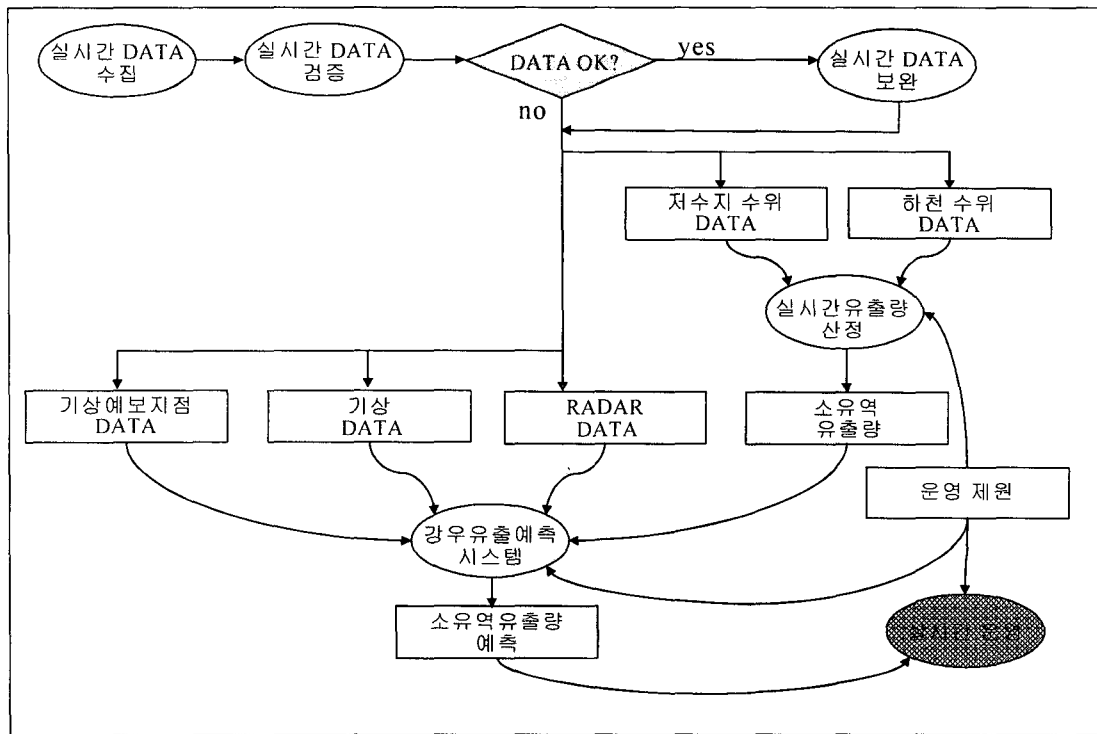 실시간 DATA
수집
실시간 DATA
검증
DATA OK?
yes
실시간 DATA
보완
no
저수지 수위
DATA
하천 수위
DATA
실시간유출량
산정
기상예보지점
DATA
기상
DATA
RADAR
DATA
소유역
유출량
운영 제원
강우유출예측
시스템
소유역유출량
예측